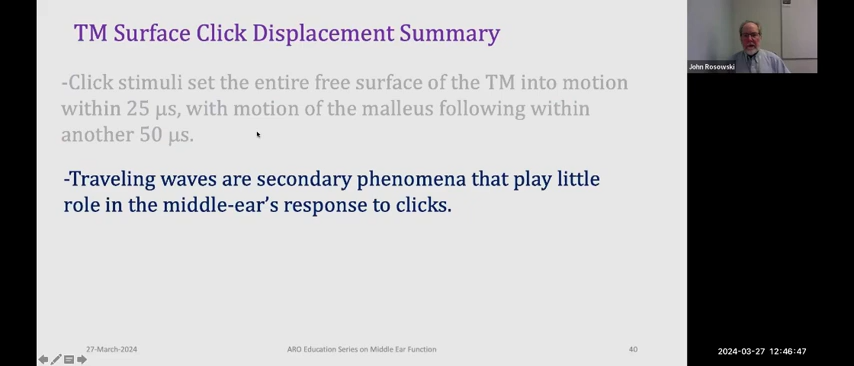 TM Surface Click Displacement Summary
-Click stimuli set the entire free surface of the TM into motion
within 25 µs, with motion of the malleus following within
another 50 µs.
-Traveling waves are secondary phenomena that play little
role in the middle-ear's response to clicks.
27-March-2024
ARO Education Series on Middle Ear Function
40
John Rosowski
2024-03-27 12:46:47